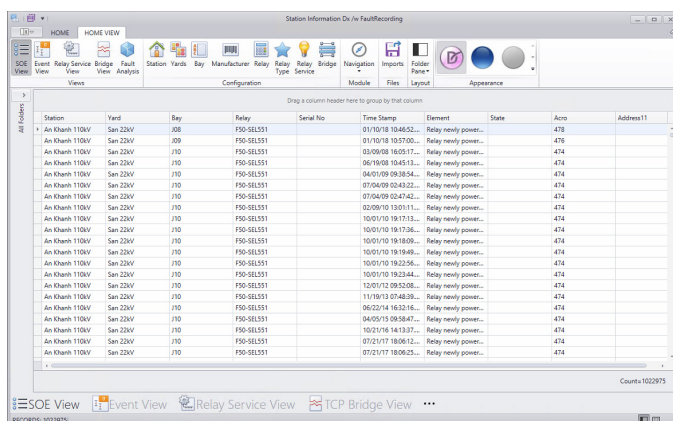 Station Information Dx /w FaultRecording
HOME HOME VIEW
SOE View Event View Relay Service View Bridge View Fault Analysis Station Yards Bay Manufacturer Relay Relay Type Relay Service Bridge Navigation Imports Folder Pane
Views Configuration Module Files Layout Appearance
All Folders
Drag a column header here to group by that column
Station Yard Bay Relay Serial No Time Stamp Element State Acro Address11
An Khanh 110kV San 22kV J08 F50-SEL551 01/10/18 10:46:52... Relay newly power... 478
An Khanh 110kV San 22kV J09 F50-SEL551 01/10/18 10:57:00... Relay newly power... 476
An Khanh 110kV San 22kV J10 F50-SEL551 03/09/08 16:05:17... Relay newly power... 474
An Khanh 110kV San 22kV J10 F50-SEL551 06/19/08 10:45:13... Relay newly power... 474
An Khanh 110kV San 22kV J10 F50-SEL551 04/01/09 09:38:54... Relay newly power... 474
An Khanh 110kV San 22kV J10 F50-SEL551 07/04/09 02:43:22... Relay newly power... 474
An Khanh 110kV San 22kV J10 F50-SEL551 07/04/09 02:47:42... Relay newly power... 474
An Khanh 110kV San 22kV J10 F50-SEL551 02/09/10 13:01:11... Relay newly power... 474
An Khanh 110kV San 22kV J10 F50-SEL551 10/01/10 19:17:13... Relay newly power... 474
An Khanh 110kV San 22kV J10 F50-SEL551 10/01/10 19:17:36... Relay newly power... 474
An Khanh 110kV San 22kV J10 F50-SEL551 10/01/10 19:18:09... Relay newly power... 474
An Khanh 110kV San 22kV J10 F50-SEL551 10/01/10 19:19:49... Relay newly power... 474
An Khanh 110kV San 22kV J10 F50-SEL551 10/01/10 19:22:56... Relay newly power... 474
An Khanh 110kV San 22kV J10 F50-SEL551 10/01/10 19:23:44... Relay newly power... 474
An Khanh 110kV San 22kV J10 F50-SEL551 12/01/12 09:52:08... Relay newly power... 474
An Khanh 110kV San 22kV J10 F50-SEL551 11/19/13 07:48:39... Relay newly power... 474
An Khanh 110kV San 22kV J10 F50-SEL551 06/22/14 16:32:16... Relay newly power... 474
An Khanh 110kV San 22kV J10 F50-SEL551 04/05/15 09:58:47... Relay newly power... 474
An Khanh 110kV San 22kV J10 F50-SEL551 10/21/16 14:13:37... Relay newly power... 474
An Khanh 110kV San 22kV J10 F50-SEL551 07/21/17 18:06:12... Relay newly power... 474
An Khanh 110kV San 22kV J10 F50-SEL551 07/21/17 18:06:25... Relay newly power... 474
Count=1022975
SOE View Event View Relay Service View TCP Bridge View ...
RECORDS: 1022975